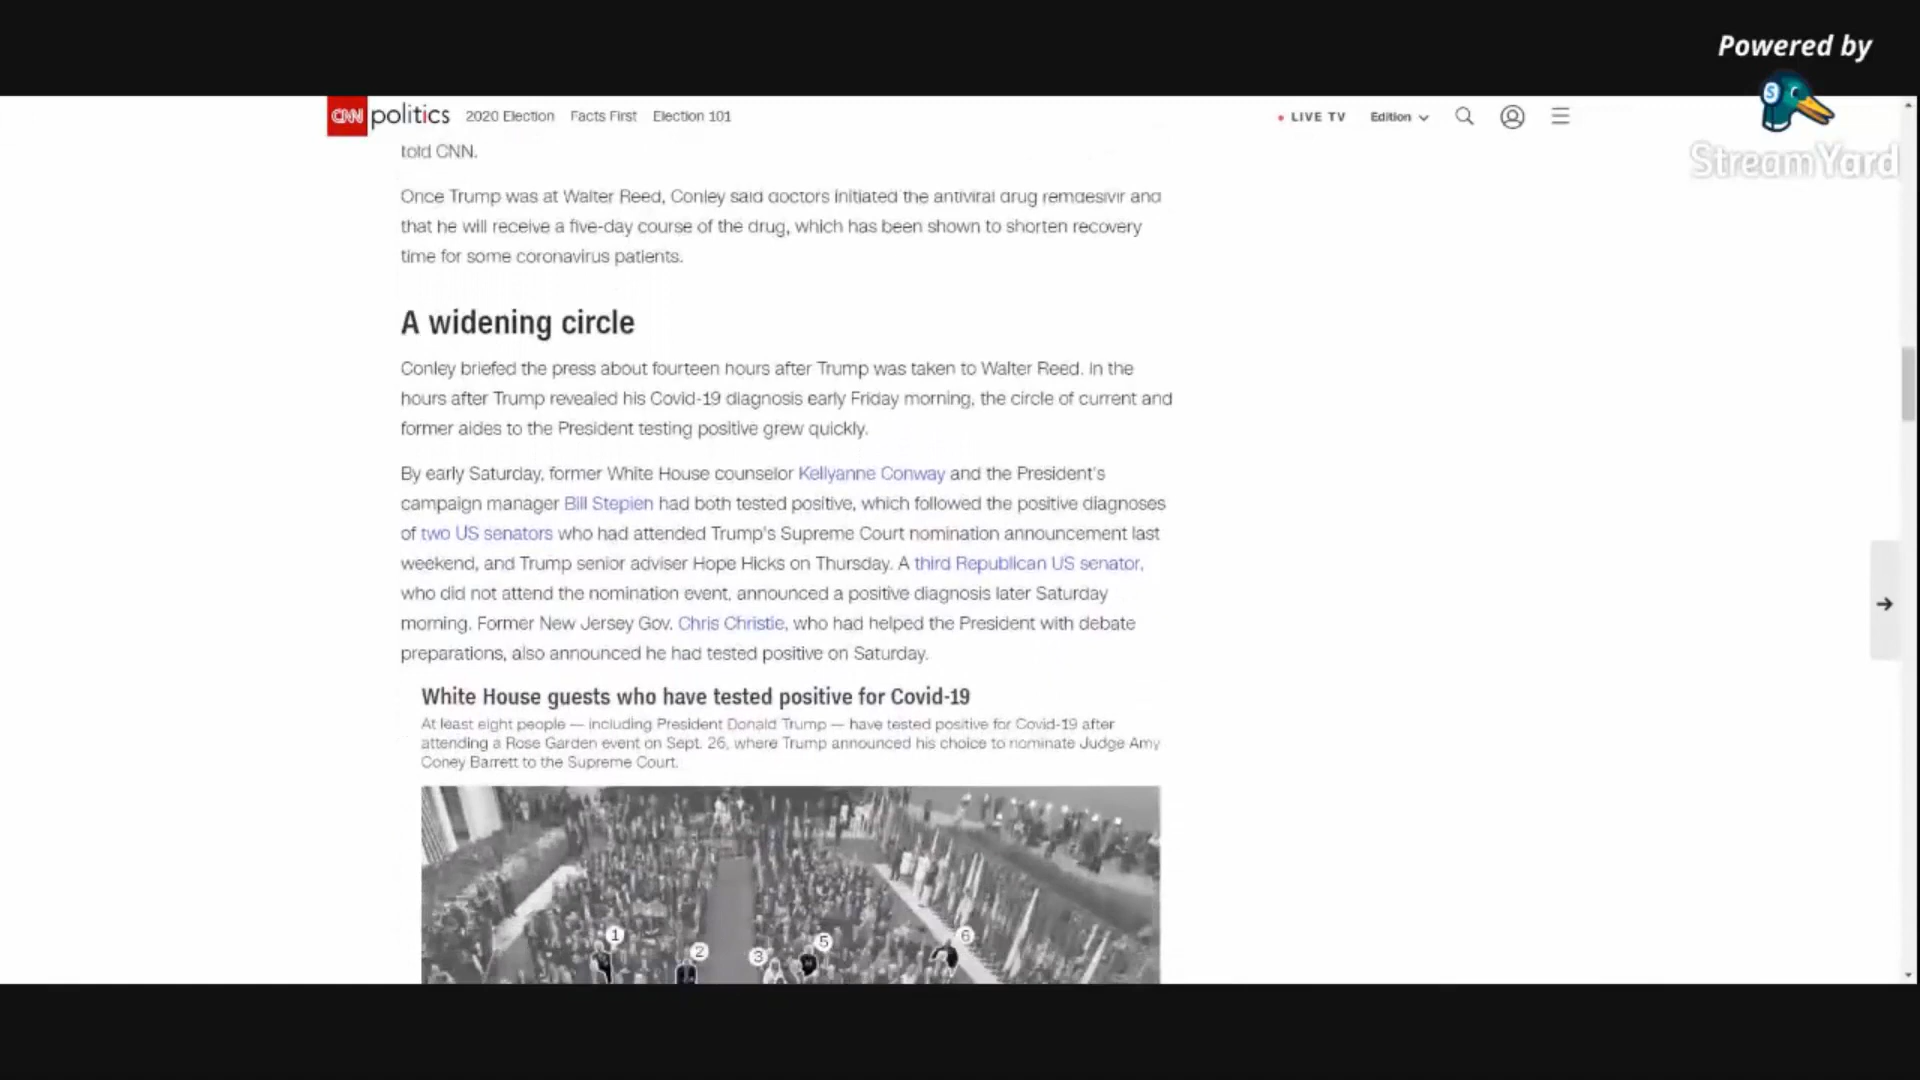 Powered by
StreamYard
CNN politics 2020 Election Facts First Election 101
LIVE TV Edition
told CNN.
Once Trump was at Walter Reed, Conley said doctors initiated the antiviral drug remdesivir and
that he will receive a five-day course of the drug, which has been shown to shorten recovery
time for some coronavirus patients.
A widening circle
Conley briefed the press about fourteen hours after Trump was taken to Walter Reed. In the
hours after Trump revealed his Covid-19 diagnosis early Friday morning, the circle of current and
former aides to the President testing positive grew quickly.
By early Saturday, former White House counselor Kellyanne Conway and the President's
campaign manager Bill Stepien had both tested positive, which followed the positive diagnoses
of two US senators who had attended Trump's Supreme Court nomination announcement last
weekend, and Trump senior adviser Hope Hicks on Thursday. A third Republican US senator,
who did not attend the nomination event, announced a positive diagnosis later Saturday
morning. Former New Jersey Gov. Chris Christie, who had helped the President with debate
preparations, also announced he had tested positive on Saturday.
White House guests who have tested positive for Covid-19
At least eight people — including President Donald Trump — have tested positive for Covid-19 after
attending a Rose Garden event on Sept. 26, where Trump announced his choice to nominate Judge Amy
Coney Barrett to the Supreme Court.
1 2 3 5 6